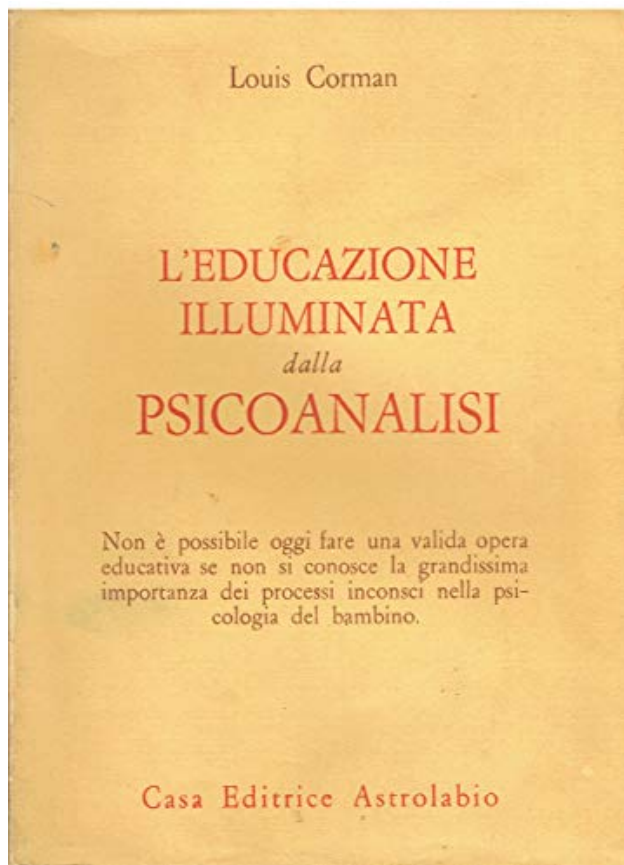 Louis Corman
L'EDUCAZIONE
ILLUMINATA
dalla
PSICOANALISI
Non è possibile oggi fare una valida opera
educativa se non si conosce la grandissima
importanza dei processi inconsci nella psi-
cologia del bambino.
Casa Editrice Astrolabio